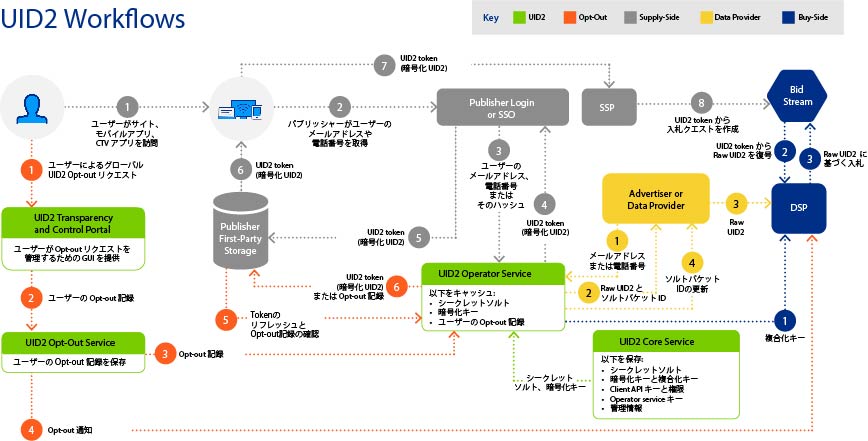 UID2 Workflows
Key
UID2
Opt-Out
Supply-Side
Data Provider
Buy-Side
7
UID2 token
(暗号化 UID2)
1
ユーザーがサイト、
モバイルアプリ、
CTV アプリを訪問
2
パブリッシャーがユーザーの
メールアドレスや
電話番号を取得
Publisher Login
or SSO
SSP
8
UID2 token から
入札クエストを作成
Bid
Stream
1
ユーザーによるグローバル
UID2 Opt-out リクエスト
6
UID2 token
(暗号化 UID2)
3
ユーザーの
メールアドレス、
電話番号
または
そのハッシュ
4
UID2 token
(暗号化 UID2)
5
UID2 token
(暗号化 UID2)
2
UID2 token から
Raw UID2 を復号
3
Raw UID2 に
基づく入札
UID2 Transparency
and Control Portal
ユーザーが Opt-out リクエストを
管理するための GUI を提供
Publisher
First-Party
Storage
Advertiser or
Data Provider
3
Raw
UID2
DSP
1
メールアドレス
または電話番号
2
Raw UID2 と
ソルトバケット ID
4
ソルトバケット
IDの更新
6
UID2 token
(暗号化 UID2)
または Opt-out 記録
UID2 Operator Service
以下をキャッシュ:
• シークレットソルト
• 暗号化キー
• ユーザーの Opt-out 記録
2
ユーザーの Opt-out 記録
5
Tokenの
リフレッシュと
Opt-out記録の確認
1
複合化キー
UID2 Opt-Out Service
ユーザーの Opt-out 記録を保存
3
Opt-out 記録
UID2 Core Service
以下を保存:
• シークレットソルト
• 暗号化キーと複合化キー
• Client API キーと権限
• Operator service キー
• 管理情報
シークレット
ソルト、暗号化キー
4
Opt-out 通知